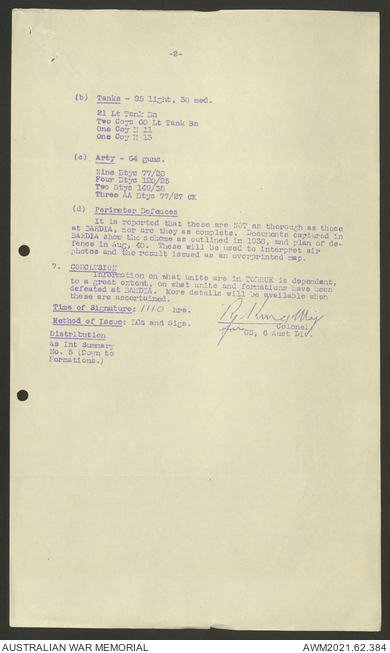 -2-
(b) Tanks - 95 light, 30 med.
21 Lt Tank Bn
Two Coys 60 Lt Tank Bn
One Coy M 11
One Coy M 13
(c) Arty - 64 guns.
Nine Btys 77/28
Four Btys 120/25
Two Btys 149/35
Three AA Btys 77/27 CK
(d) Perimeter Defences
It is reported that these are NOT as thorough as those
at BARDIA, nor are they as complete. Documents captured in
BARDIA show the scheme as outlined in 1938, and plan of de-
fence in Aug, 40. These will be used to interpret air
photos and the result issued as an overprinted map.
7. CONCLUSION
Information on what units are in TOBRUK is dependant,
to a great extent, on what units and formations have been
defeated at BARDIA. More details will be available when
these are ascertained.
Time of Signature: 1110 hrs.
Method of Issue: LOs and Sigs.
for Colonel
GS, 6 Aust Div.
Distribution
As Int Summary
No. 5 (Down to
Formations.)
AUSTRALIAN WAR MEMORIAL
AWM2021.62.384